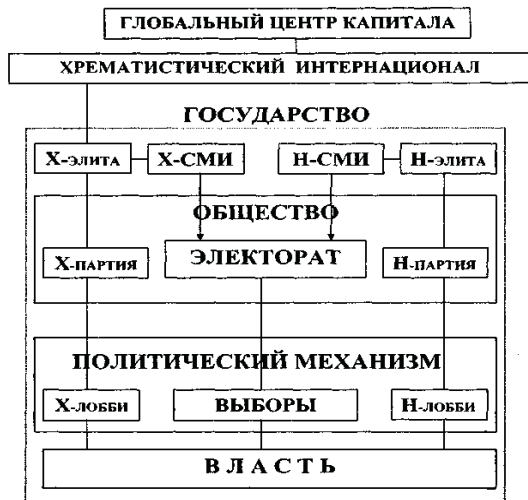 ГЛОБАЛЬНЫЙ ЦЕНТР КАПИТАЛА
ХРЕМАТИСТИЧЕСКИЙ ИНТЕРНАЦИОНАЛ
ГОСУДАРСТВО
Х-ЭЛИТА Х-СМИ Н-СМИ Н-ЭЛИТА
ОБЩЕСТВО
Х-ПАРТИЯ ЭЛЕКТОРАТ Н-ПАРТИЯ
ПОЛИТИЧЕСКИЙ МЕХАНИЗМ
Х-ЛОББИ ВЫБОРЫ Н-ЛОББИ
ВЛАСТЬ